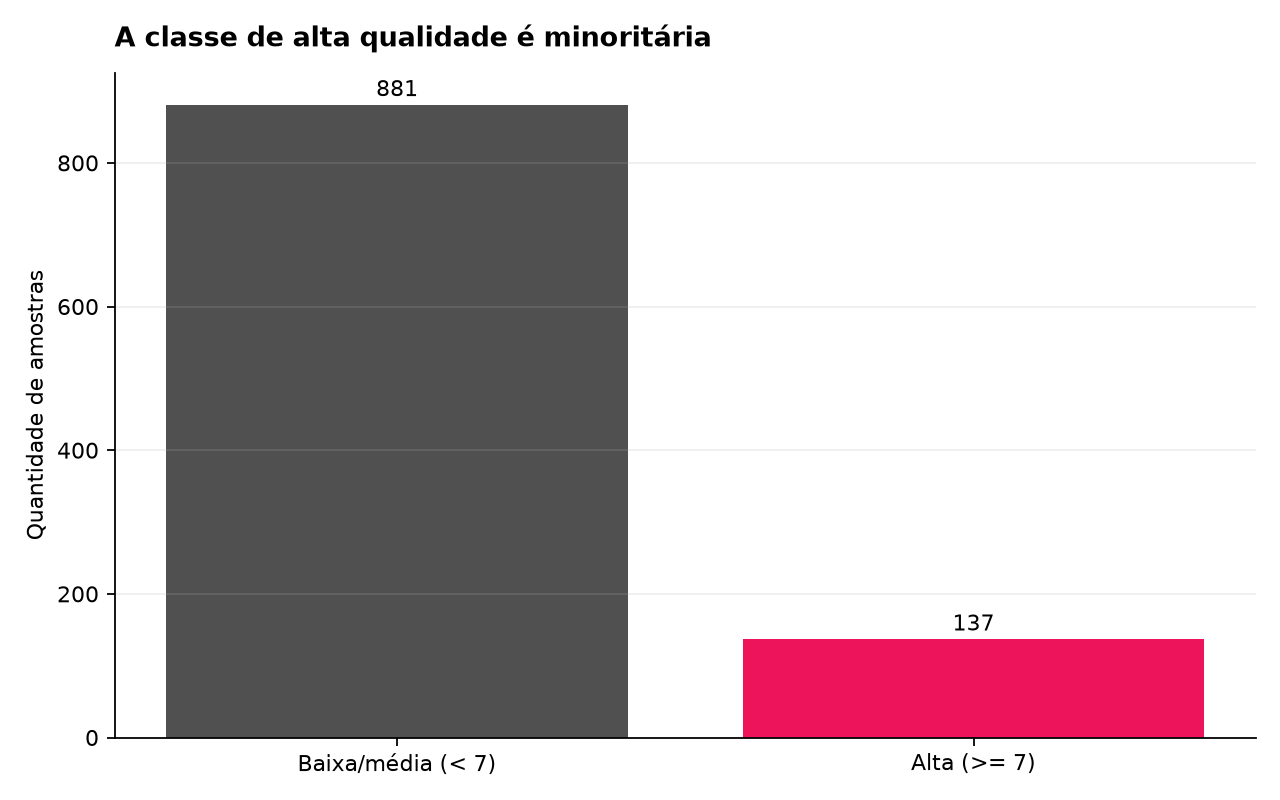 A classe de alta qualidade é minoritária
881
800
600
400
200
0
137
Quantidade de amostras
Baixa/média (< 7)
Alta (>= 7)